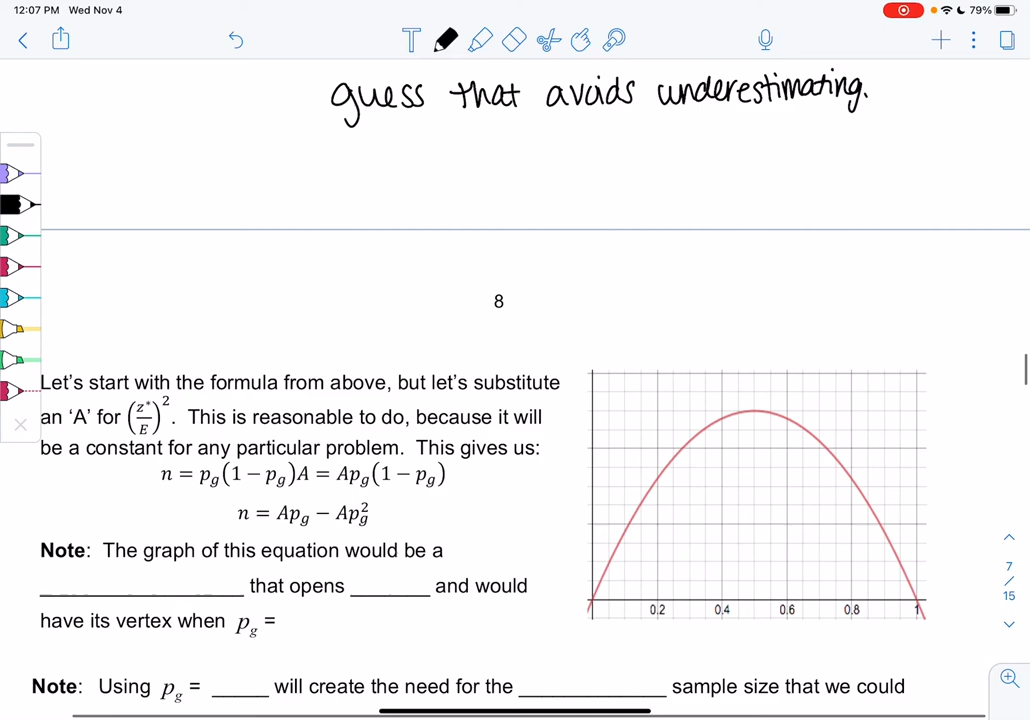 12:07 PM Wed Nov 4
79%
guess that avoids underestimating.
8
Let's start with the formula from above, but let's substitute
an 'A' for (z*/E)². This is reasonable to do, because it will
be a constant for any particular problem. This gives us:
n = p_g(1 − p_g)A = Ap_g(1 − p_g)
n = Ap_g − Ap_g²
Note: The graph of this equation would be a
____________________ that opens ________ and would
have its vertex when p_g =
0.2 0.4 0.6 0.8 1
7
/
15
Note: Using p_g = ______ will create the need for the _______________ sample size that we could